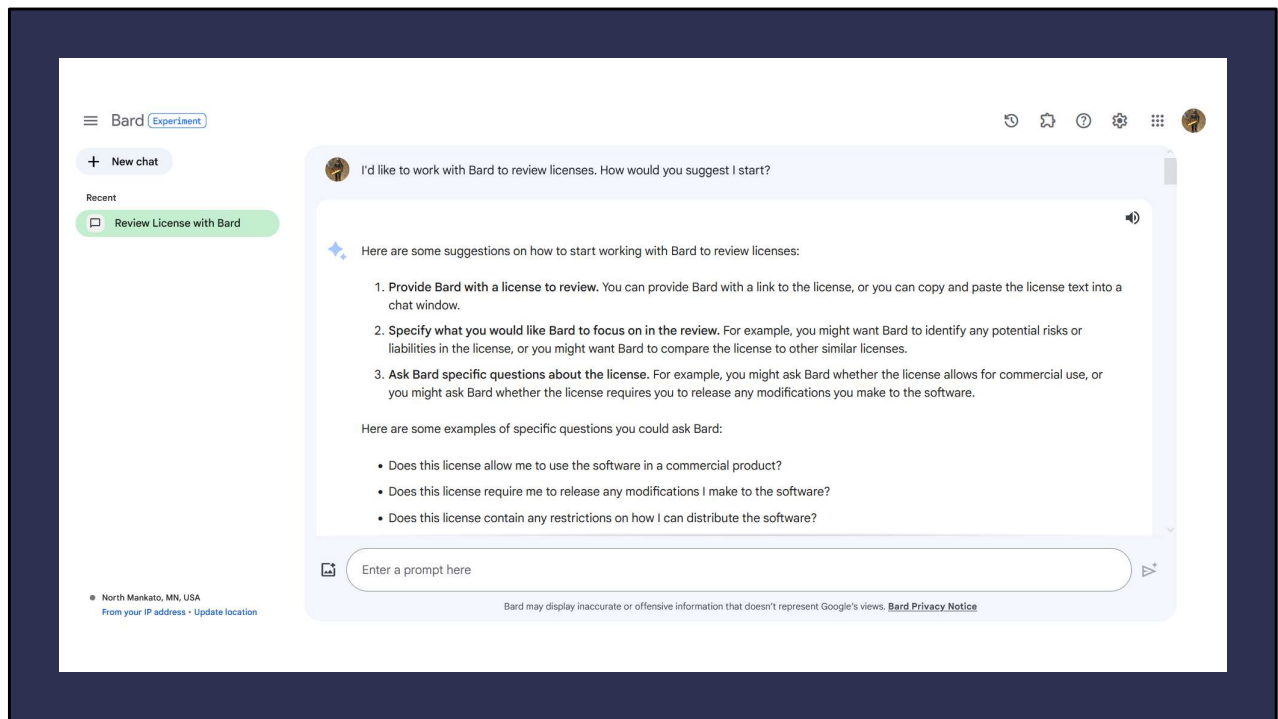 Bard Experiment
+ New chat
Recent
Review License with Bard
I'd like to work with Bard to review licenses. How would you suggest I start?
Here are some suggestions on how to start working with Bard to review licenses:
1. Provide Bard with a license to review. You can provide Bard with a link to the license, or you can copy and paste the license text into a
chat window.
2. Specify what you would like Bard to focus on in the review. For example, you might want Bard to identify any potential risks or
liabilities in the license, or you might want Bard to compare the license to other similar licenses.
3. Ask Bard specific questions about the license. For example, you might ask Bard whether the license allows for commercial use, or
you might ask Bard whether the license requires you to release any modifications you make to the software.
Here are some examples of specific questions you could ask Bard:
• Does this license allow me to use the software in a commercial product?
• Does this license require me to release any modifications I make to the software?
• Does this license contain any restrictions on how I can distribute the software?
Enter a prompt here
North Mankato, MN, USA
From your IP address • Update location
Bard may display inaccurate or offensive information that doesn't represent Google's views. Bard Privacy Notice